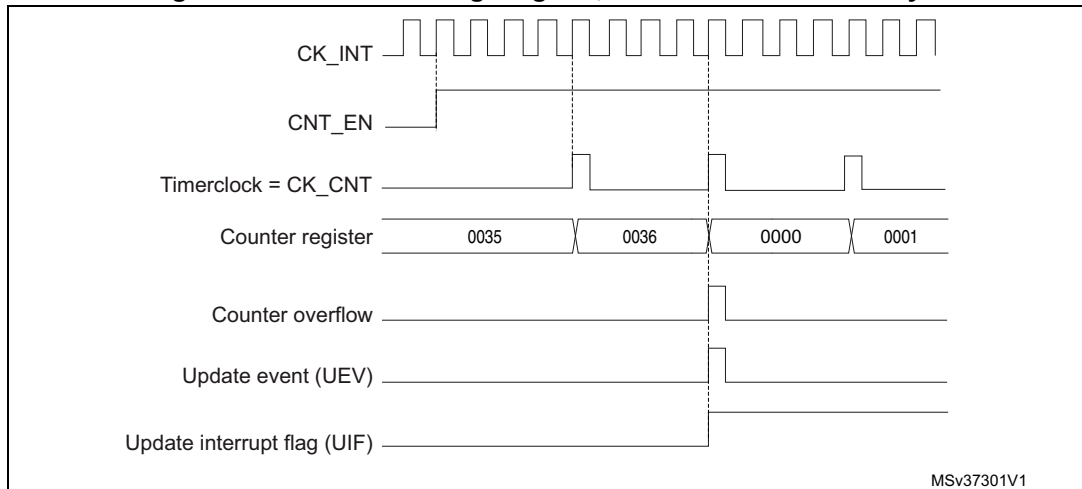 CK_INT
CNT_EN
Timerclock = CK_CNT
Counter register 0035 0036 0000 0001
Counter overflow
Update event (UEV)
Update interrupt flag (UIF)
MSv37301V1